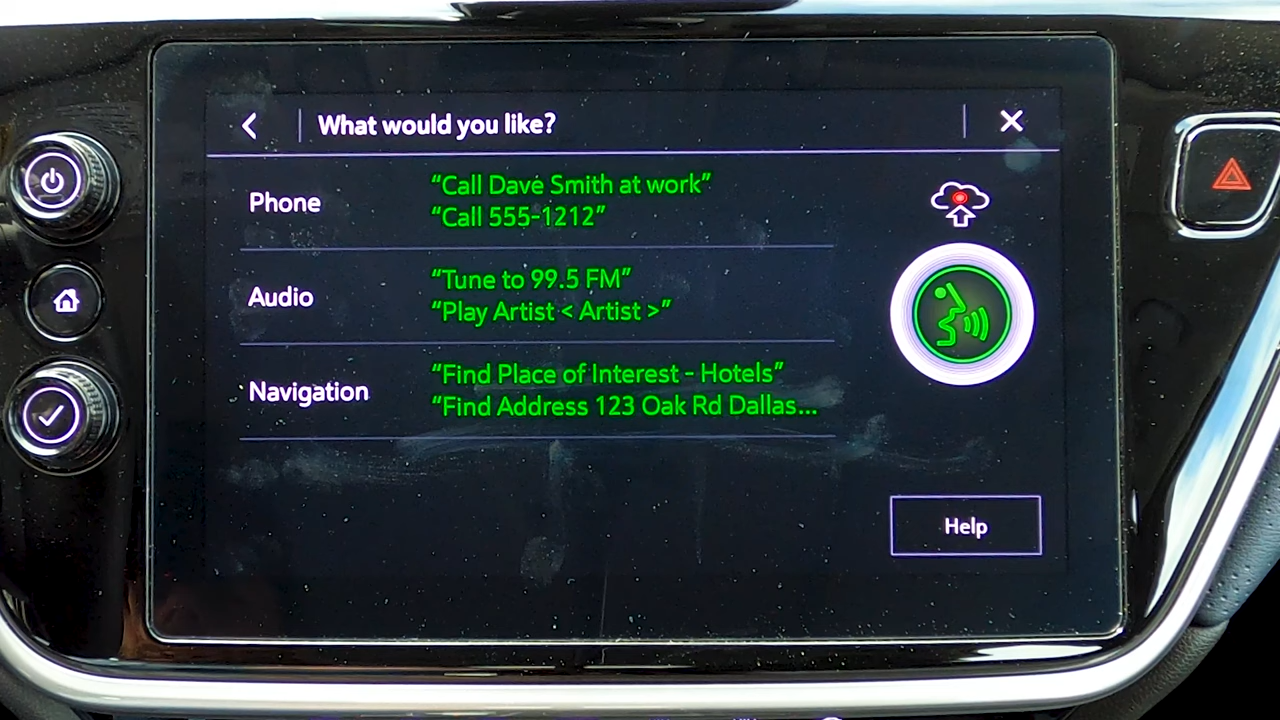 What would you like?
Phone
“Call Dave Smith at work”
“Call 555-1212”
Audio
“Tune to 99.5 FM”
“Play Artist < Artist >”
Navigation
“Find Place of Interest - Hotels”
“Find Address 123 Oak Rd Dallas...
Help